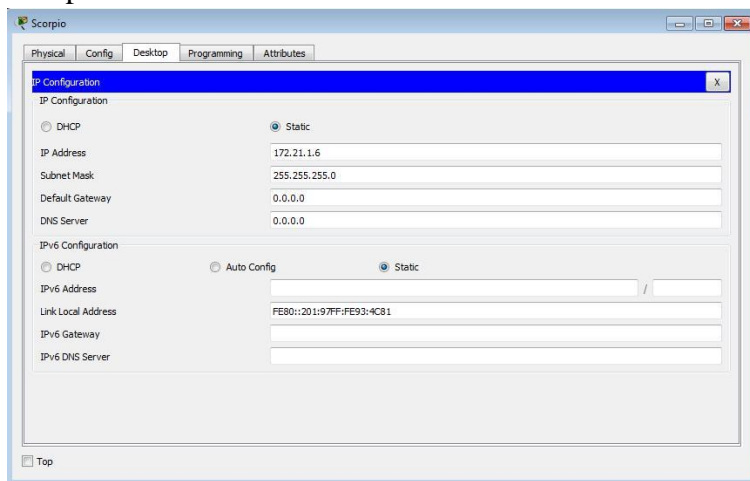 Scorpio
Physical Config Desktop Programming Attributes
IP Configuration X
IP Configuration
DHCP Static
IP Address 172.21.1.6
Subnet Mask 255.255.255.0
Default Gateway 0.0.0.0
DNS Server 0.0.0.0
IPv6 Configuration
DHCP Auto Config Static
IPv6 Address /
Link Local Address FE80::201:97FF:FE93:4C81
IPv6 Gateway
IPv6 DNS Server
Top